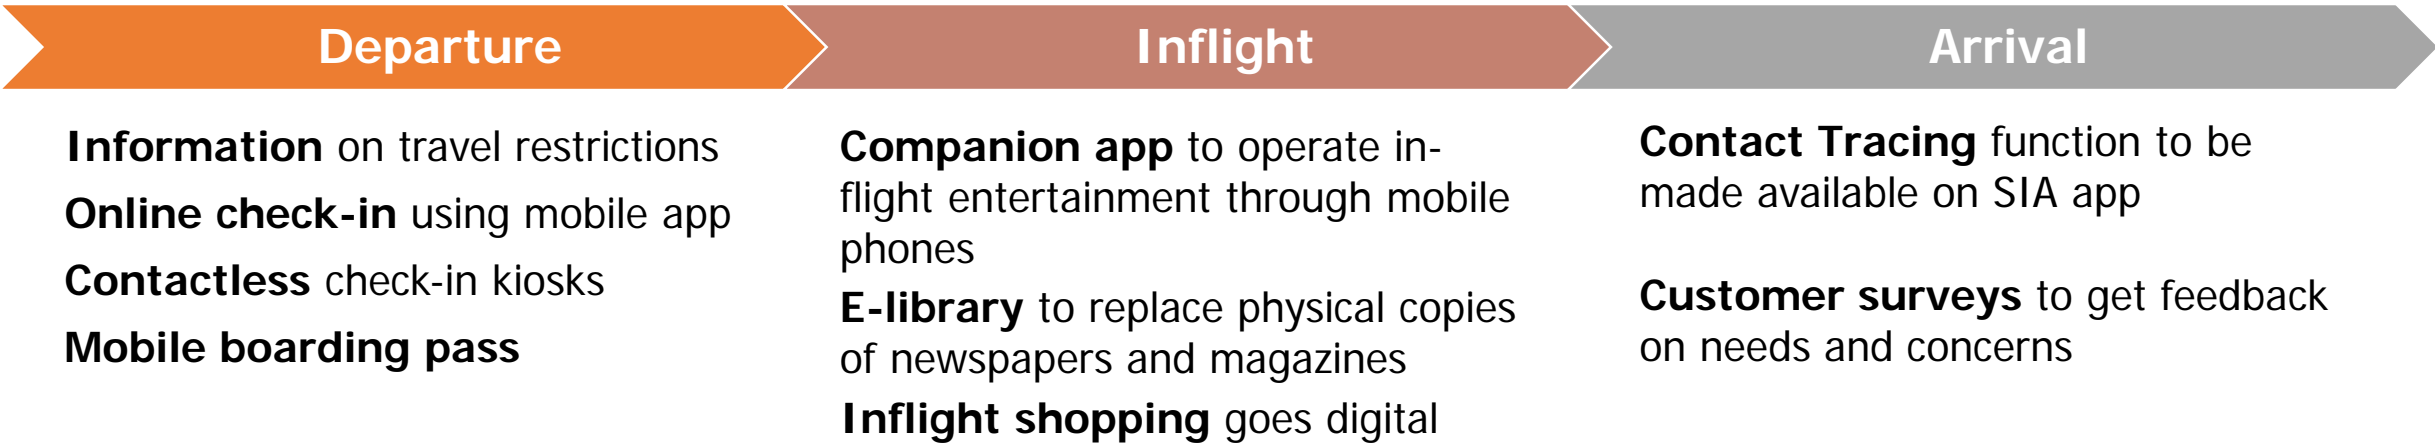 Departure
Inflight
Arrival
Information on travel restrictions
Online check-in using mobile app
Contactless check-in kiosks
Mobile boarding pass
Companion app to operate in-
flight entertainment through mobile
phones
E-library to replace physical copies
of newspapers and magazines
Inflight shopping goes digital
Contact Tracing function to be
made available on SIA app
Customer surveys to get feedback
on needs and concerns